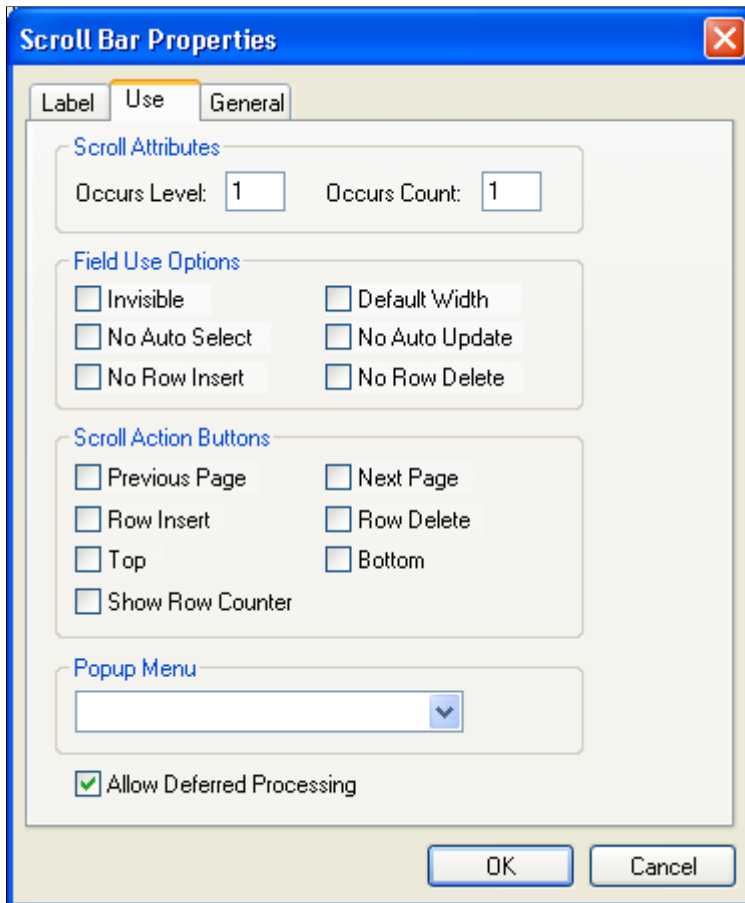 Scroll Bar Properties
Label Use General
Scroll Attributes
Occurs Level: 1 Occurs Count: 1
Field Use Options
Invisible Default Width
No Auto Select No Auto Update
No Row Insert No Row Delete
Scroll Action Buttons
Previous Page Next Page
Row Insert Row Delete
Top Bottom
Show Row Counter
Popup Menu
Allow Deferred Processing
OK Cancel